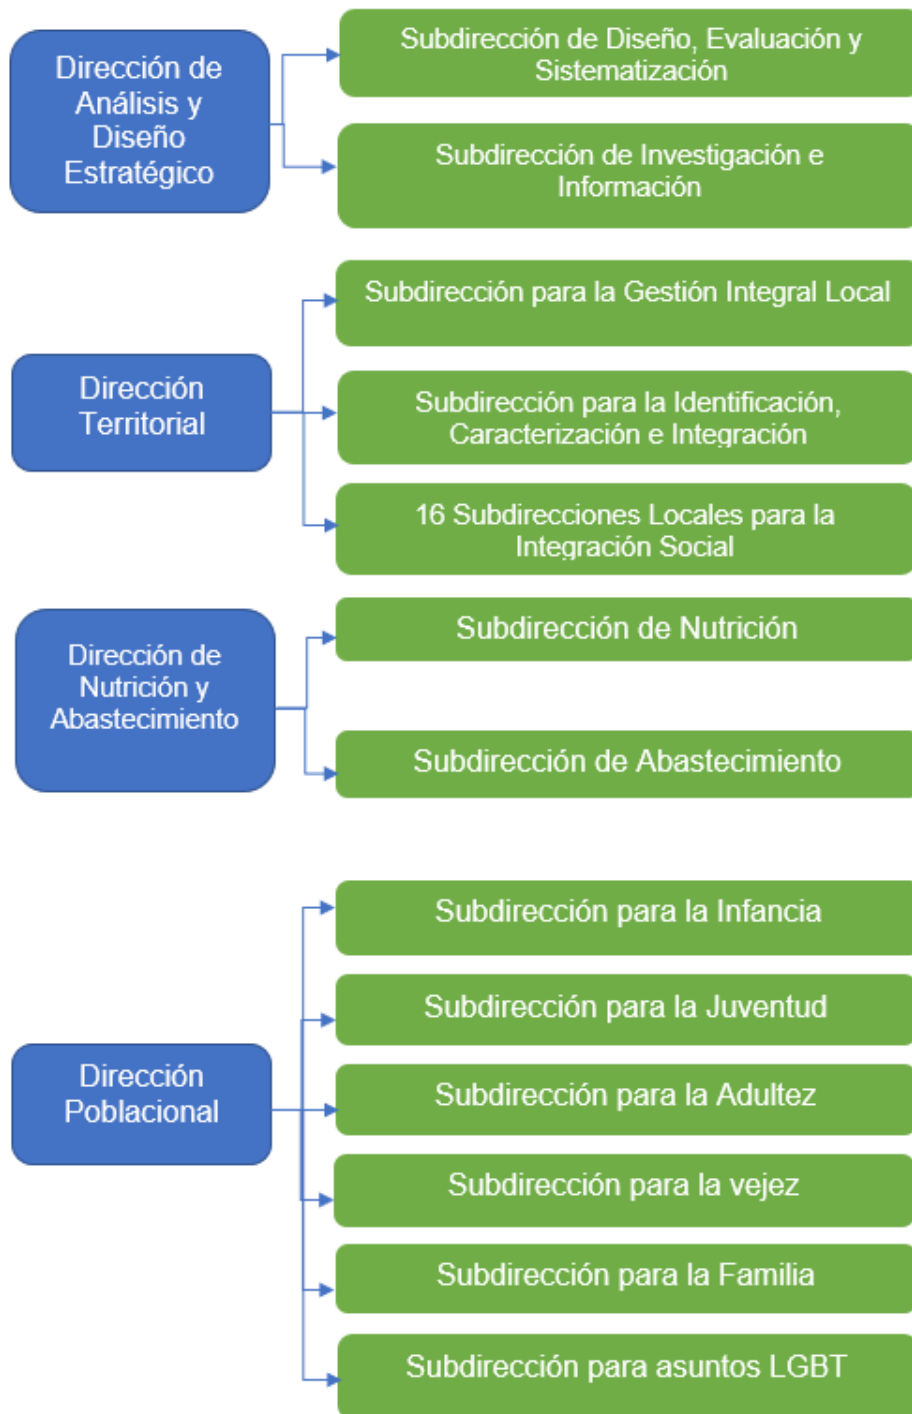 Dirección de
Análisis y
Diseño
Estratégico
Subdirección de Diseño, Evaluación y
Sistematización
Subdirección de Investigación e
Información
Dirección
Territorial
Subdirección para la Gestión Integral Local
Subdirección para la Identificación,
Caracterización e Integración
16 Subdirecciones Locales para la
Integración Social
Dirección de
Nutrición y
Abastecimiento
Subdirección de Nutrición
Subdirección de Abastecimiento
Dirección
Poblacional
Subdirección para la Infancia
Subdirección para la Juventud
Subdirección para la Adultez
Subdirección para la vejez
Subdirección para la Familia
Subdirección para asuntos LGBT